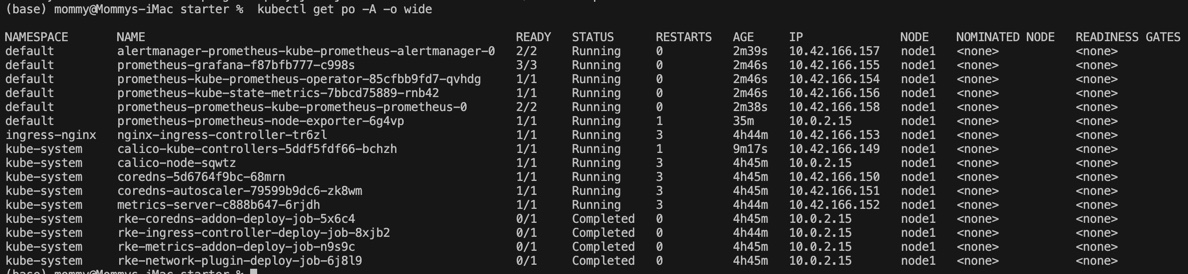 (base) mommy@Mommys-iMac starter %  kubectl get po -A -o wide
NAMESPACE NAME READY STATUS RESTARTS AGE IP NODE NOMINATED NODE READINESS GATES
default alertmanager-prometheus-kube-prometheus-alertmanager-0 2/2 Running 0 2m39s 10.42.166.157 node1 <none> <none>
default prometheus-grafana-f87bfb777-c998s 3/3 Running 0 2m46s 10.42.166.155 node1 <none> <none>
default prometheus-kube-prometheus-operator-85cfbb9fd7-qvhdg 1/1 Running 0 2m46s 10.42.166.154 node1 <none> <none>
default prometheus-kube-state-metrics-7bbcd75889-rnb42 1/1 Running 0 2m46s 10.42.166.156 node1 <none> <none>
default prometheus-prometheus-kube-prometheus-prometheus-0 2/2 Running 0 2m38s 10.42.166.158 node1 <none> <none>
default prometheus-prometheus-node-exporter-6g4vp 1/1 Running 1 35m 10.0.2.15 node1 <none> <none>
ingress-nginx nginx-ingress-controller-tr6zl 1/1 Running 3 4h44m 10.42.166.153 node1 <none> <none>
kube-system calico-kube-controllers-5ddf5fdf66-bchzh 1/1 Running 1 9m17s 10.42.166.149 node1 <none> <none>
kube-system calico-node-sqwtz 1/1 Running 3 4h45m 10.0.2.15 node1 <none> <none>
kube-system coredns-5d6764f9bc-68mrn 1/1 Running 3 4h45m 10.42.166.150 node1 <none> <none>
kube-system coredns-autoscaler-79599b9dc6-zk8wm 1/1 Running 3 4h45m 10.42.166.151 node1 <none> <none>
kube-system metrics-server-c888b647-6rjdh 1/1 Running 3 4h44m 10.42.166.152 node1 <none> <none>
kube-system rke-coredns-addon-deploy-job-5x6c4 0/1 Completed 0 4h45m 10.0.2.15 node1 <none> <none>
kube-system rke-ingress-controller-deploy-job-8xjb2 0/1 Completed 0 4h44m 10.0.2.15 node1 <none> <none>
kube-system rke-metrics-addon-deploy-job-n9s9c 0/1 Completed 0 4h45m 10.0.2.15 node1 <none> <none>
kube-system rke-network-plugin-deploy-job-6j8l9 0/1 Completed 0 4h45m 10.0.2.15 node1 <none> <none>
(base) mommy@Mommys-iMac starter %